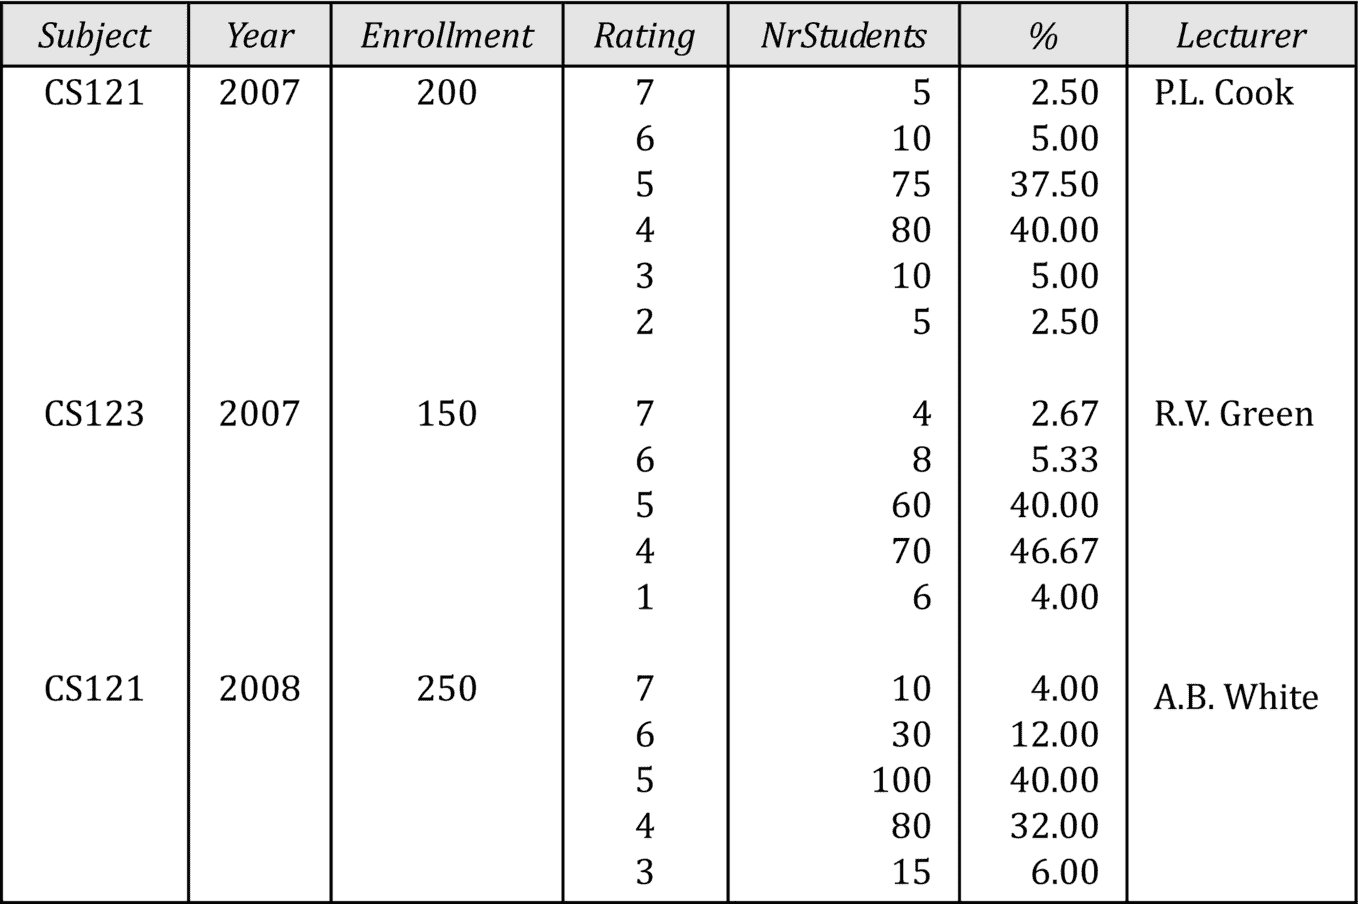 Subject Year Enrollment Rating NrStudents % Lecturer
CS121 2007 200 7 5 2.50 P.L. Cook
6 10 5.00
5 75 37.50
4 80 40.00
3 10 5.00
2 5 2.50
CS123 2007 150 7 4 2.67 R.V. Green
6 8 5.33
5 60 40.00
4 70 46.67
1 6 4.00
CS121 2008 250 7 10 4.00 A.B. White
6 30 12.00
5 100 40.00
4 80 32.00
3 15 6.00